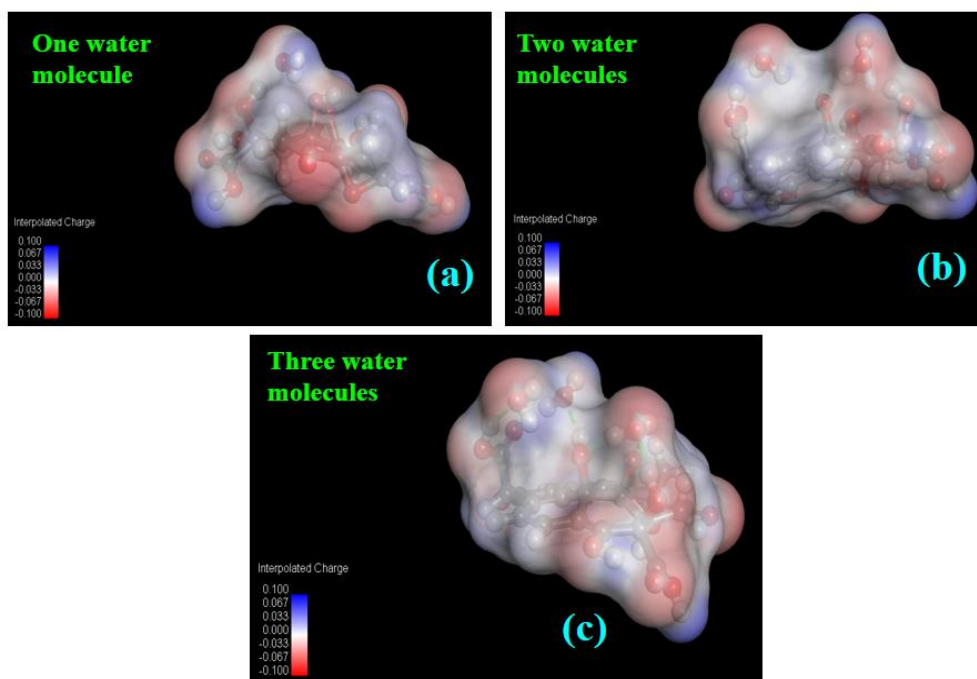 One water
molecule
Interpolated Charge
0.100
0.067
0.033
0.000
-0.033
-0.067
-0.100
(a)
Two water
molecules
Interpolated Charge
0.100
0.067
0.033
0.000
-0.033
-0.067
-0.100
(b)
Three water
molecules
Interpolated Charge
0.100
0.067
0.033
0.000
-0.033
-0.067
-0.100
(c)